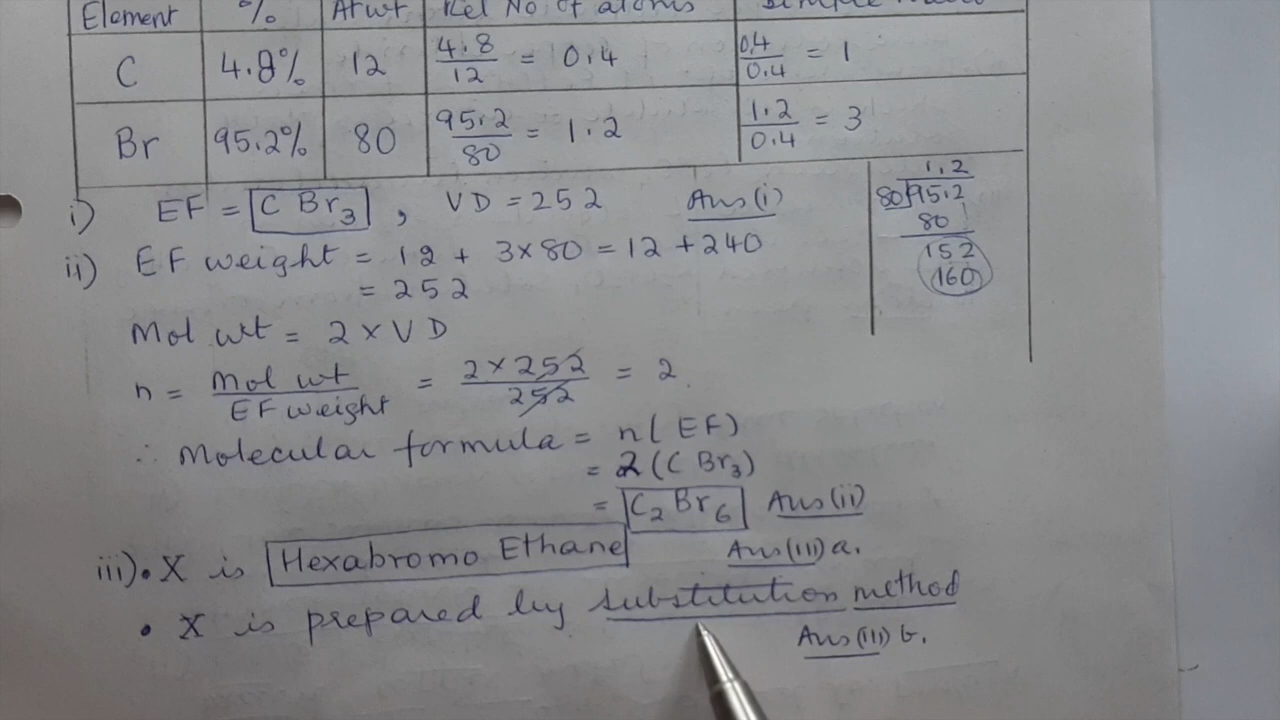 Element % At wt Rel No of atoms
C 4.8% 12 4.8/12 = 0.4 0.4/0.4 = 1
Br 95.2% 80 95.2/80 = 1.2 1.2/0.4 = 3
i) EF = C Br3 , VD = 252 Ans(i)
1.2
80)95.2
80
152
160
ii) EF weight = 12 + 3×80 = 12 + 240
= 252
Mol wt = 2 × VD
n = Mol wt/EF weight = 2 × 252/252 = 2
∴ Molecular formula = n(EF)
= 2(C Br3)
= C2 Br6 Ans(ii)
iii). X is Hexabromo Ethane Ans(III)a.
• X is prepared by substitution method
Ans(III) b.